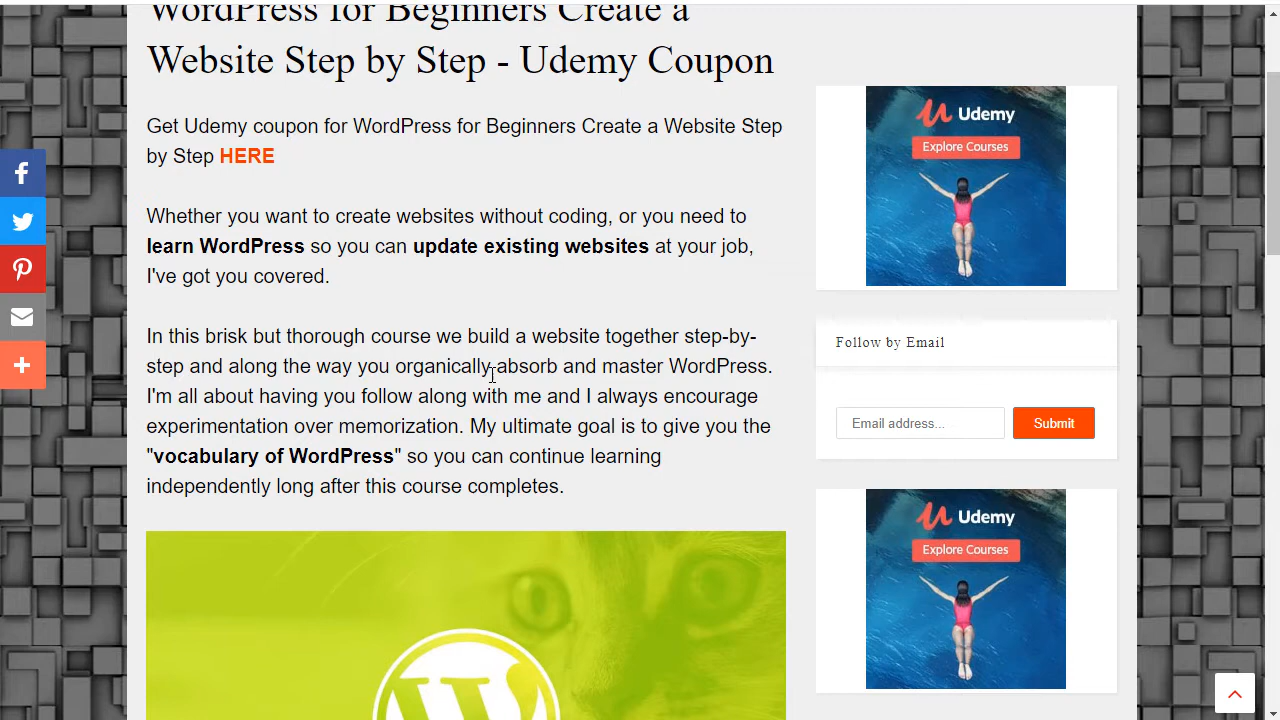 WordPress for Beginners Create a
Website Step by Step - Udemy Coupon
Get Udemy coupon for WordPress for Beginners Create a Website Step
by Step HERE
Whether you want to create websites without coding, or you need to
learn WordPress so you can update existing websites at your job,
I've got you covered.
In this brisk but thorough course we build a website together step-by-
step and along the way you organically absorb and master WordPress.
I'm all about having you follow along with me and I always encourage
experimentation over memorization. My ultimate goal is to give you the
"vocabulary of WordPress" so you can continue learning
independently long after this course completes.
Udemy
Explore Courses
Follow by Email
Email address...
Submit
Udemy
Explore Courses